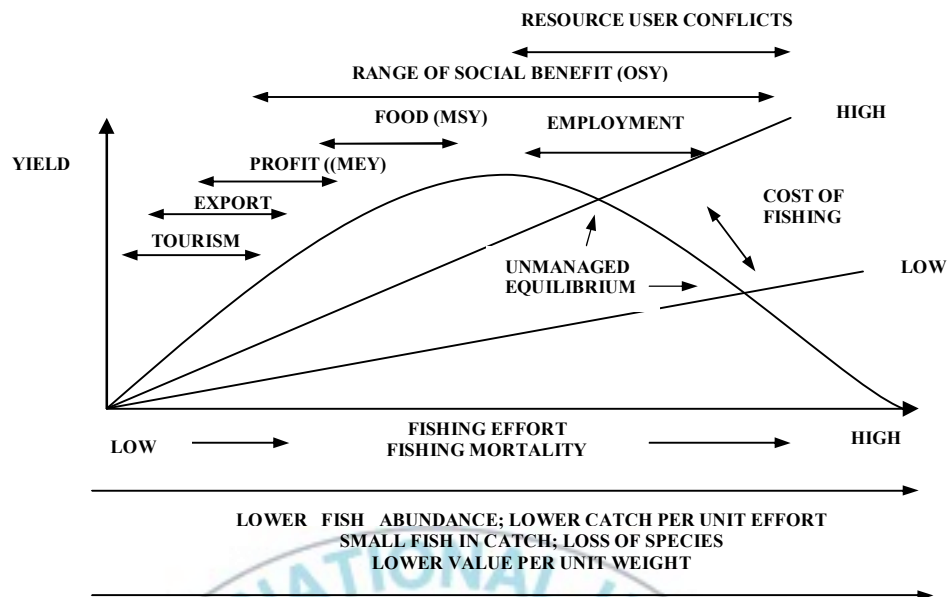 RESOURCE USER CONFLICTS
RANGE OF SOCIAL BENEFIT (OSY)
HIGH
FOOD (MSY)
EMPLOYMENT
YIELD
PROFIT ((MEY)
COST OF
FISHING
EXPORT
TOURISM
UNMANAGED
EQUILIBRIUM
LOW
LOW
FISHING EFFORT
FISHING MORTALITY
HIGH
LOWER FISH ABUNDANCE; LOWER CATCH PER UNIT EFFORT
SMALL FISH IN CATCH; LOSS OF SPECIES
LOWER VALUE PER UNIT WEIGHT
NATIONAL